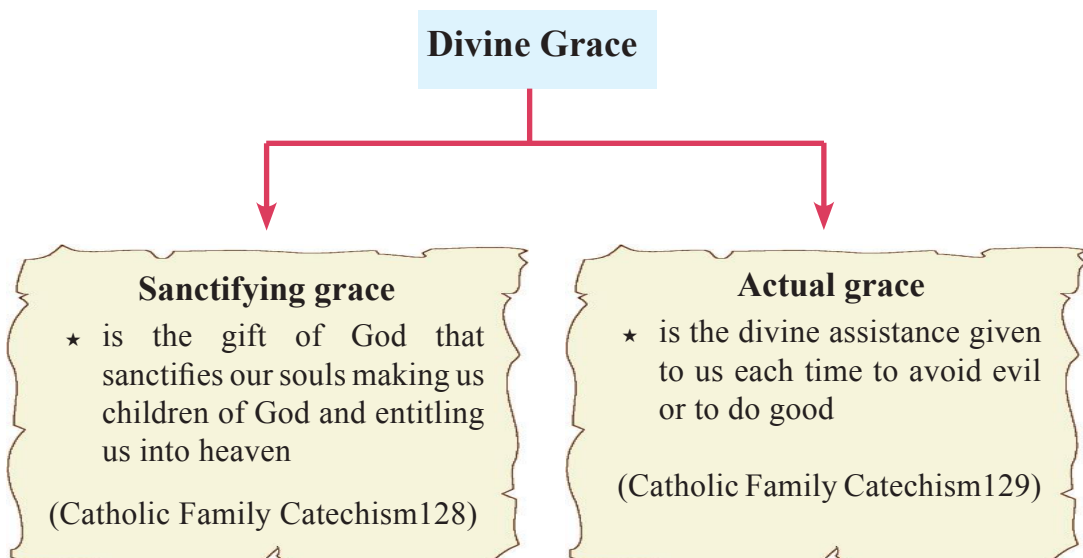 Divine Grace
Sanctifying grace
★ is the gift of God that
sanctifies our souls making us
children of God and entitling
us into heaven
(Catholic Family Catechism128)
Actual grace
★ is the divine assistance given
to us each time to avoid evil
or to do good
(Catholic Family Catechism129)